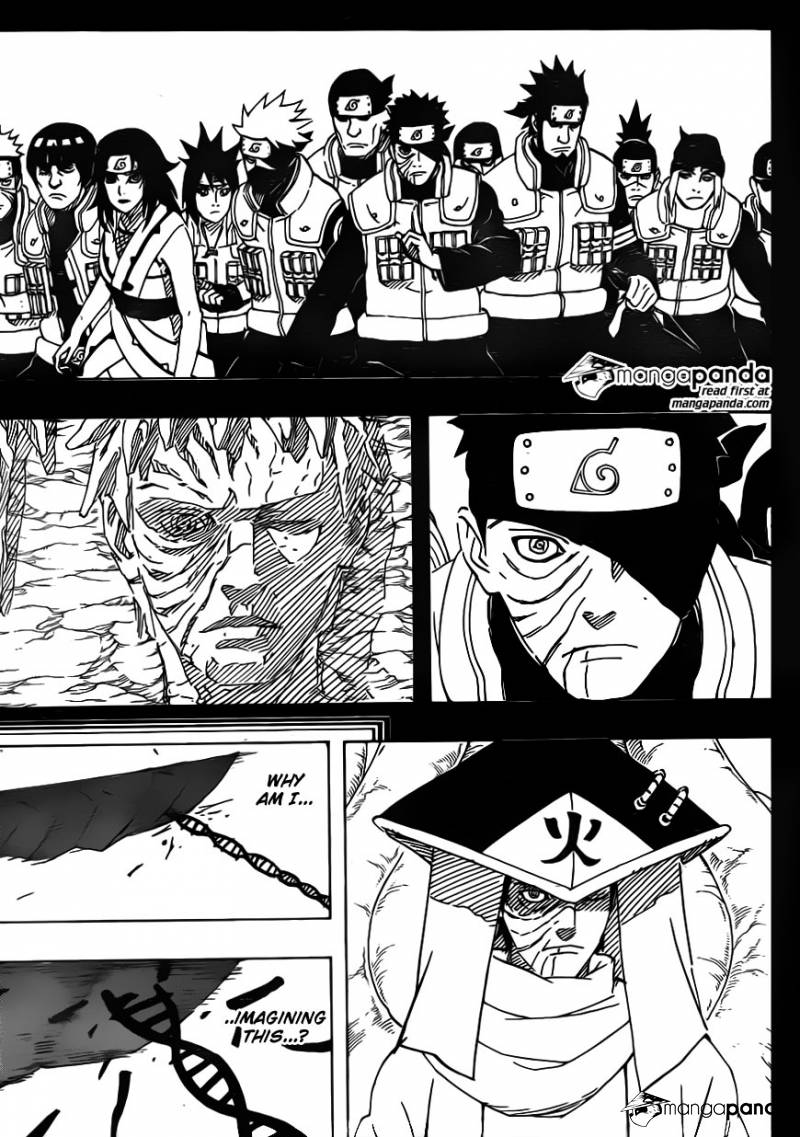 mangapanda
read first at
mangapanda.com
WHY
AM I...
火
..IMAGINING
THIS...?
mangapanda